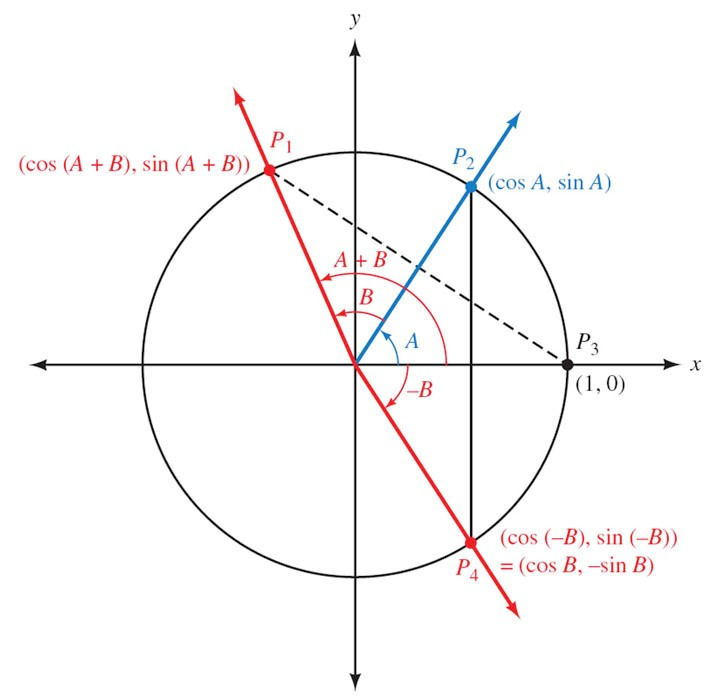 y
P1
(cos (A + B), sin (A + B))
P2
(cos A, sin A)
A + B
B
A
P3
x
(1, 0)
–B
(cos (–B), sin (–B))
P4 = (cos B, –sin B)